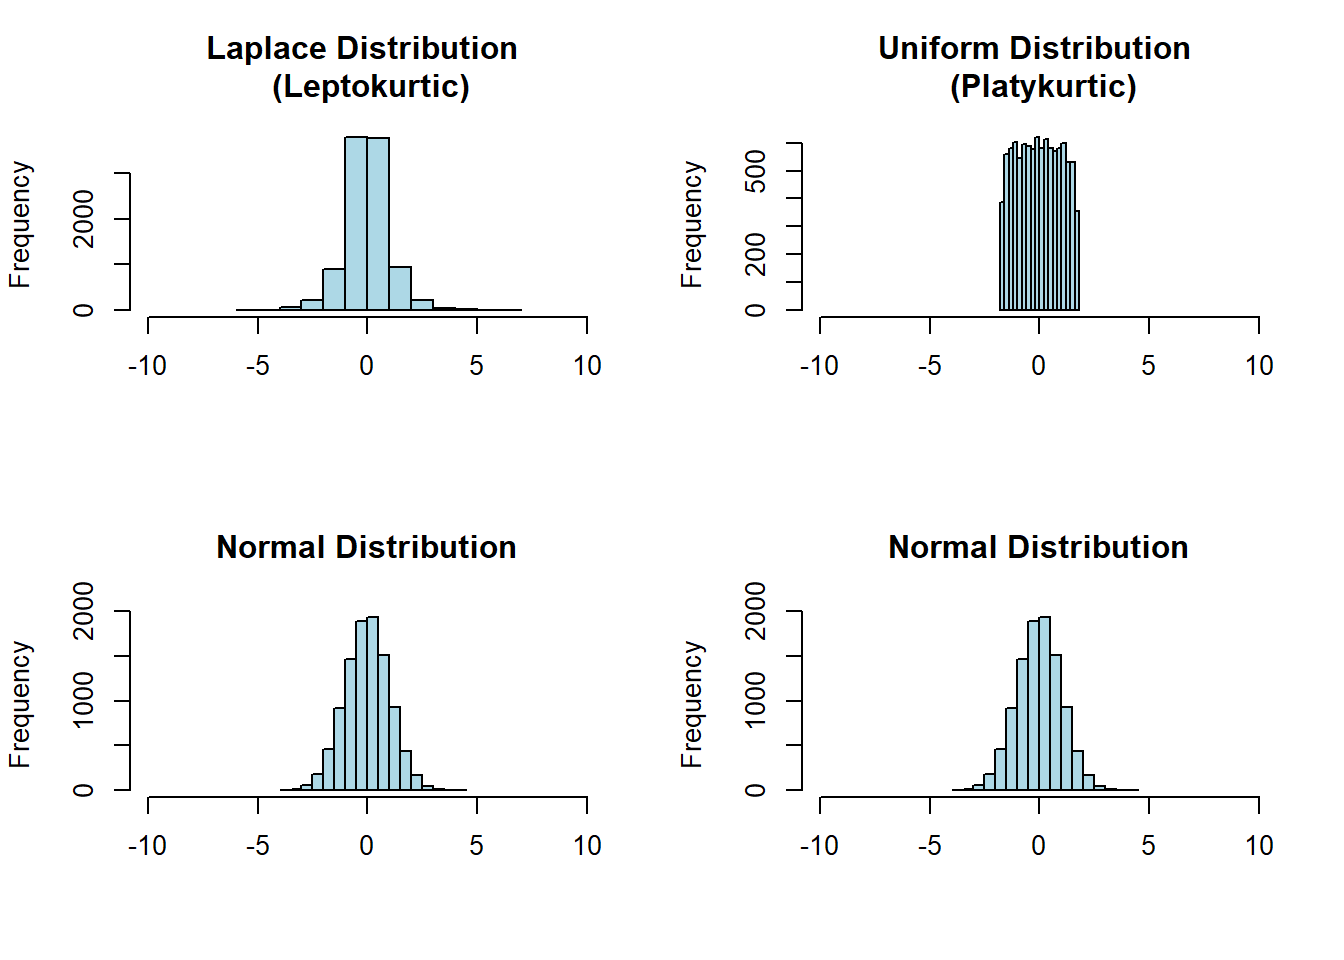 Laplace Distribution
(Leptokurtic)
Frequency
2000
0
-10 -5 0 5 10
Uniform Distribution
(Platykurtic)
Frequency
500
200
0
-10 -5 0 5 10
Normal Distribution
Frequency
2000
1000
0
-10 -5 0 5 10
Normal Distribution
Frequency
2000
1000
0
-10 -5 0 5 10